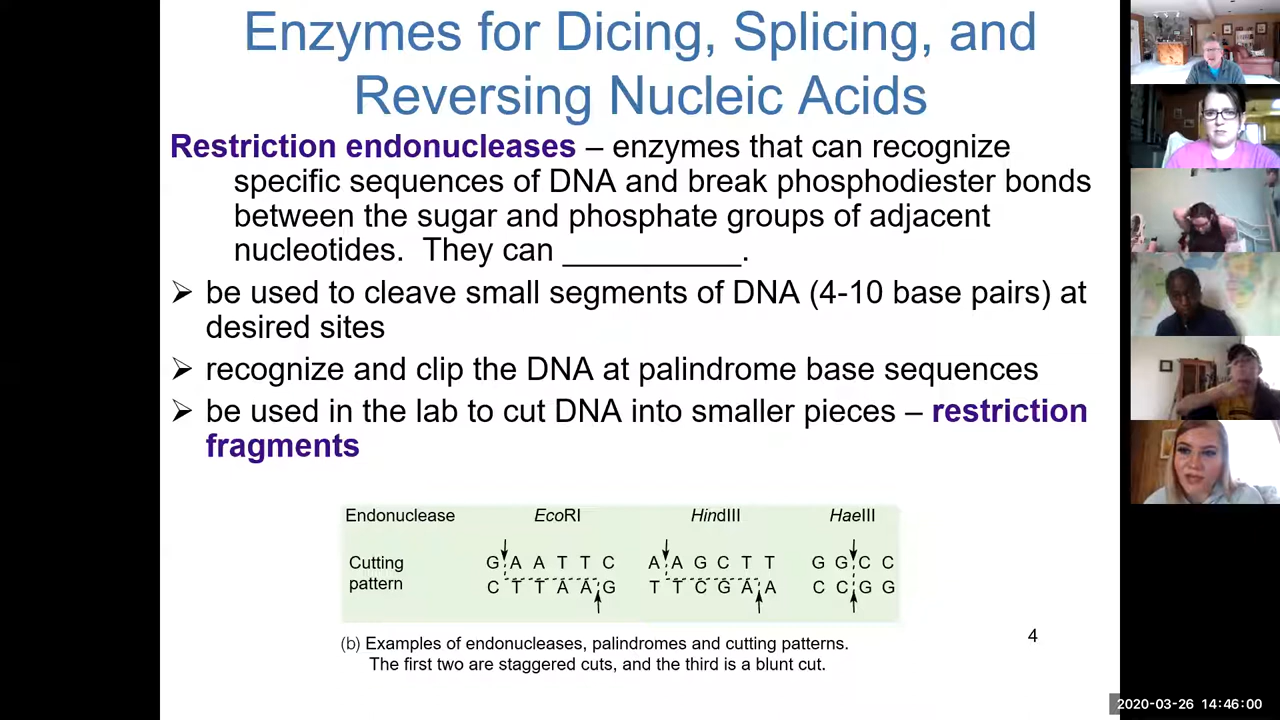 Enzymes for Dicing, Splicing, and
Reversing Nucleic Acids
Restriction endonucleases – enzymes that can recognize
specific sequences of DNA and break phosphodiester bonds
between the sugar and phosphate groups of adjacent
nucleotides. They can __________.
➢ be used to cleave small segments of DNA (4-10 base pairs) at
desired sites
➢ recognize and clip the DNA at palindrome base sequences
➢ be used in the lab to cut DNA into smaller pieces – restriction
fragments
Endonuclease EcoRI HindIII HaeIII
Cutting
pattern
G A A T T C A A G C T T G G C C
C T T A A G T T C G A A C C G G
(b) Examples of endonucleases, palindromes and cutting patterns.
The first two are staggered cuts, and the third is a blunt cut.
4
2020-03-26 14:46:00